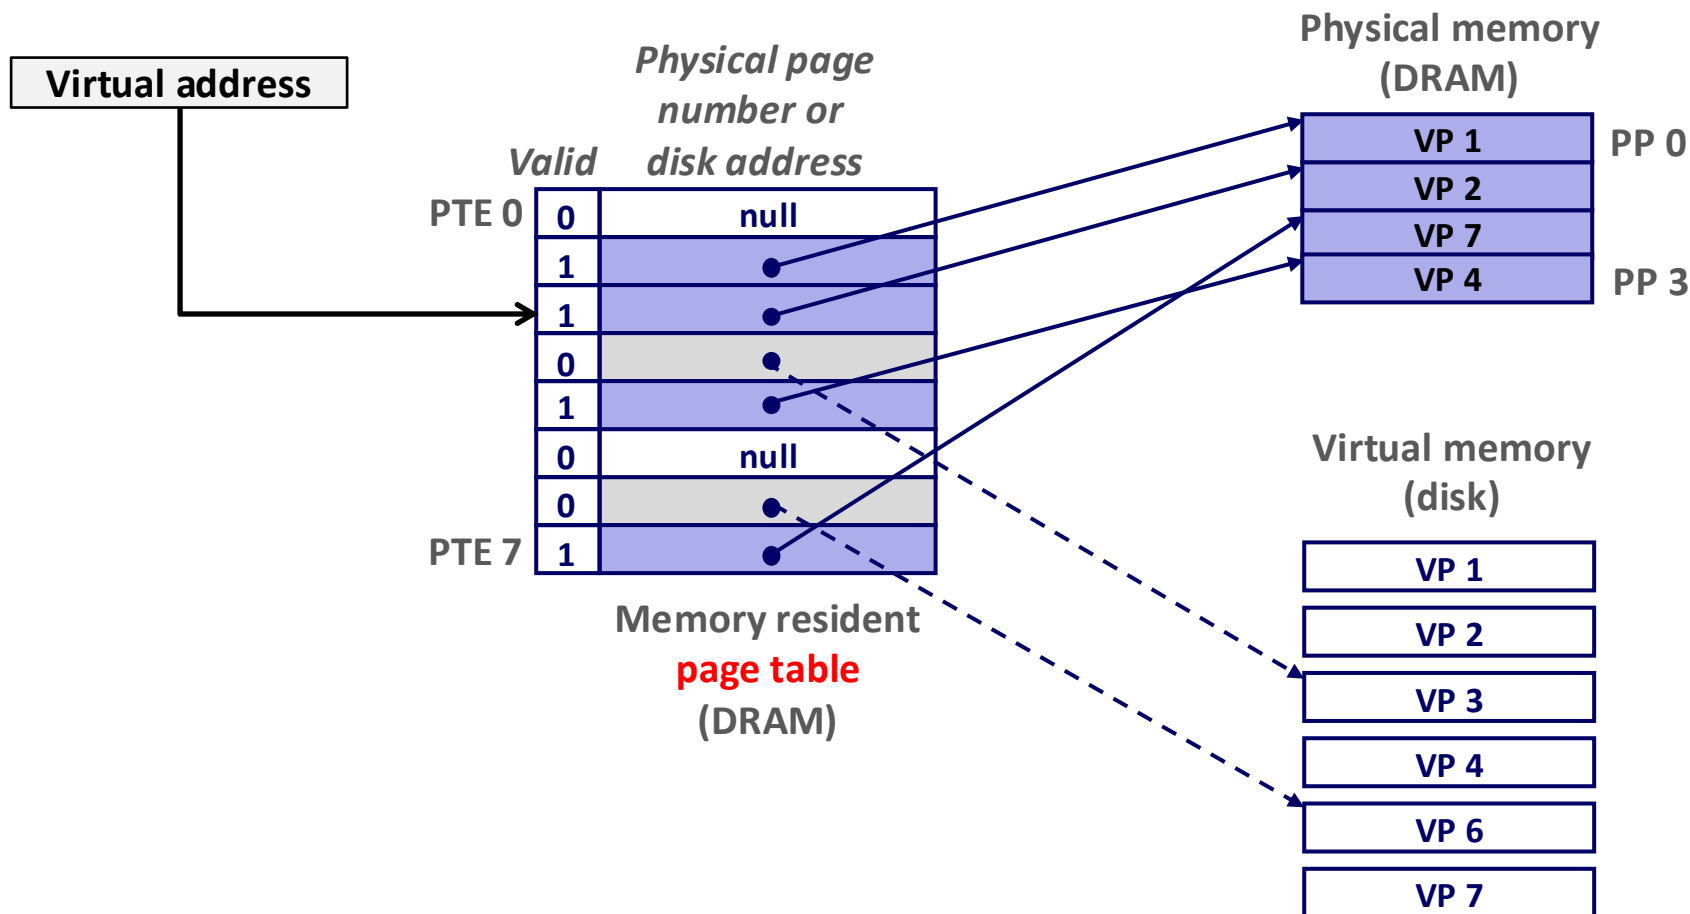 Virtual address
Physical page
number or
disk address
Valid
PTE 0
0
null
1
1
0
1
0
null
0
PTE 7
1
Memory resident
page table
(DRAM)
Physical memory
(DRAM)
VP 1
PP 0
VP 2
VP 7
VP 4
PP 3
Virtual memory
(disk)
VP 1
VP 2
VP 3
VP 4
VP 6
VP 7